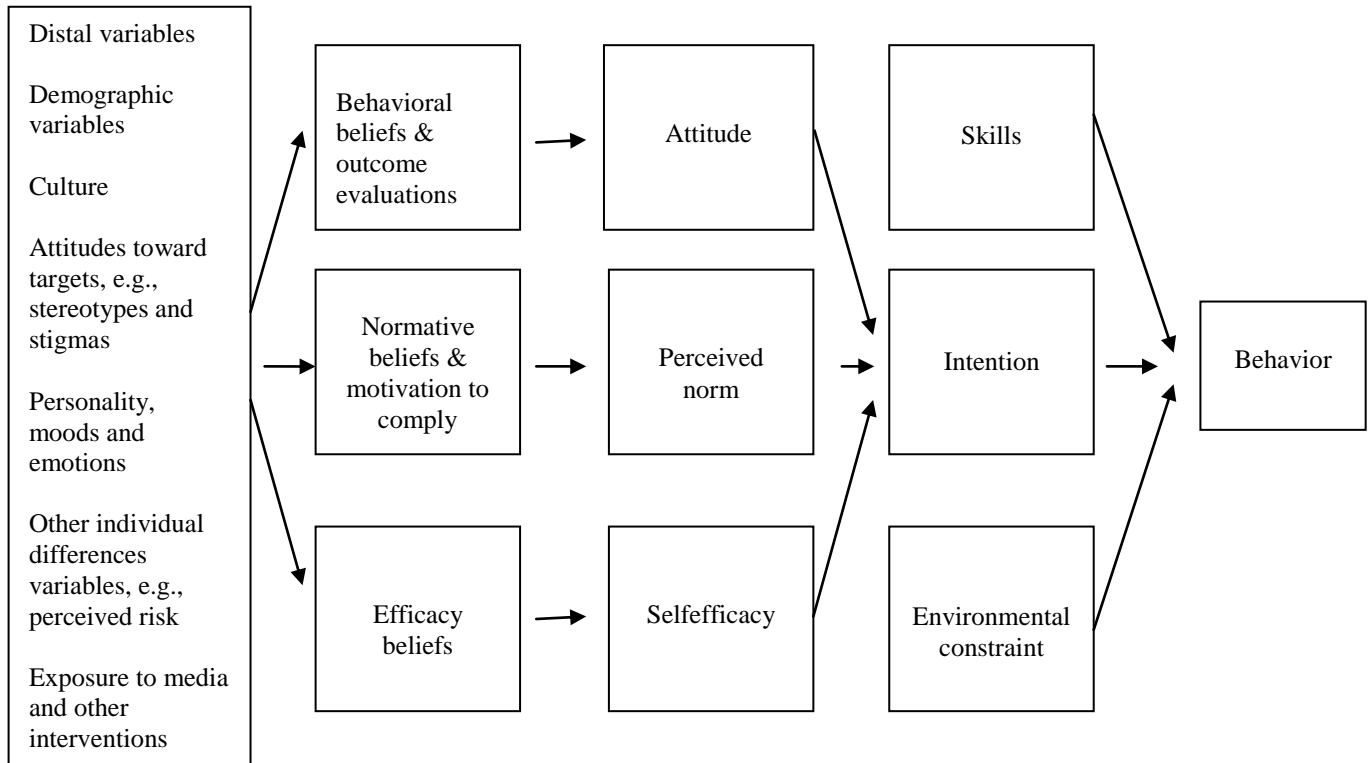 Distal variables
Demographic
variables
Culture
Attitudes toward
targets, e.g.,
stereotypes and
stigmas
Personality,
moods and
emotions
Other individual
differences
variables, e.g.,
perceived risk
Exposure to media
and other
interventions
Behavioral
beliefs &
outcome
evaluations
Attitude
Skills
Normative
beliefs &
motivation to
comply
Perceived
norm
Intention
Behavior
Efficacy
beliefs
Selfefficacy
Environmental
constraint